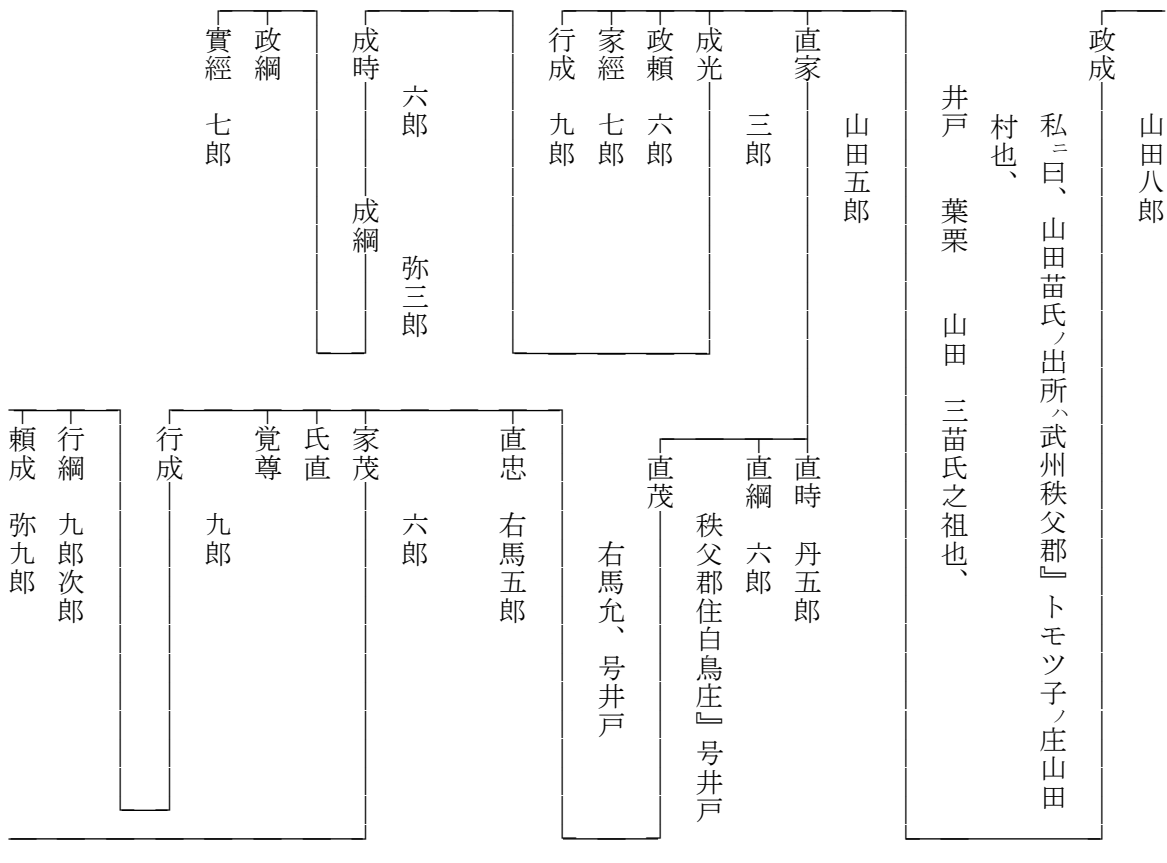 山田八郎
政成
私ニ曰、山田苗氏ノ出所ハ武州秩父郡』トモツ子ノ庄山田
村也、
井戸　葉栗　山田　三苗氏之祖也、
山田五郎
直家
三郎
成光
政頼　六郎
家經　七郎
行成　九郎
六郎
成時
弥三郎
成綱
政綱
實經　七郎
直時　丹五郎
直綱　六郎
秩父郡住白鳥庄』号井戸
直茂
右馬允、号井戸
直忠　右馬五郎
六郎
家茂
氏直
覚尊
九郎
行成
行綱　九郎次郎
頼成　弥九郎